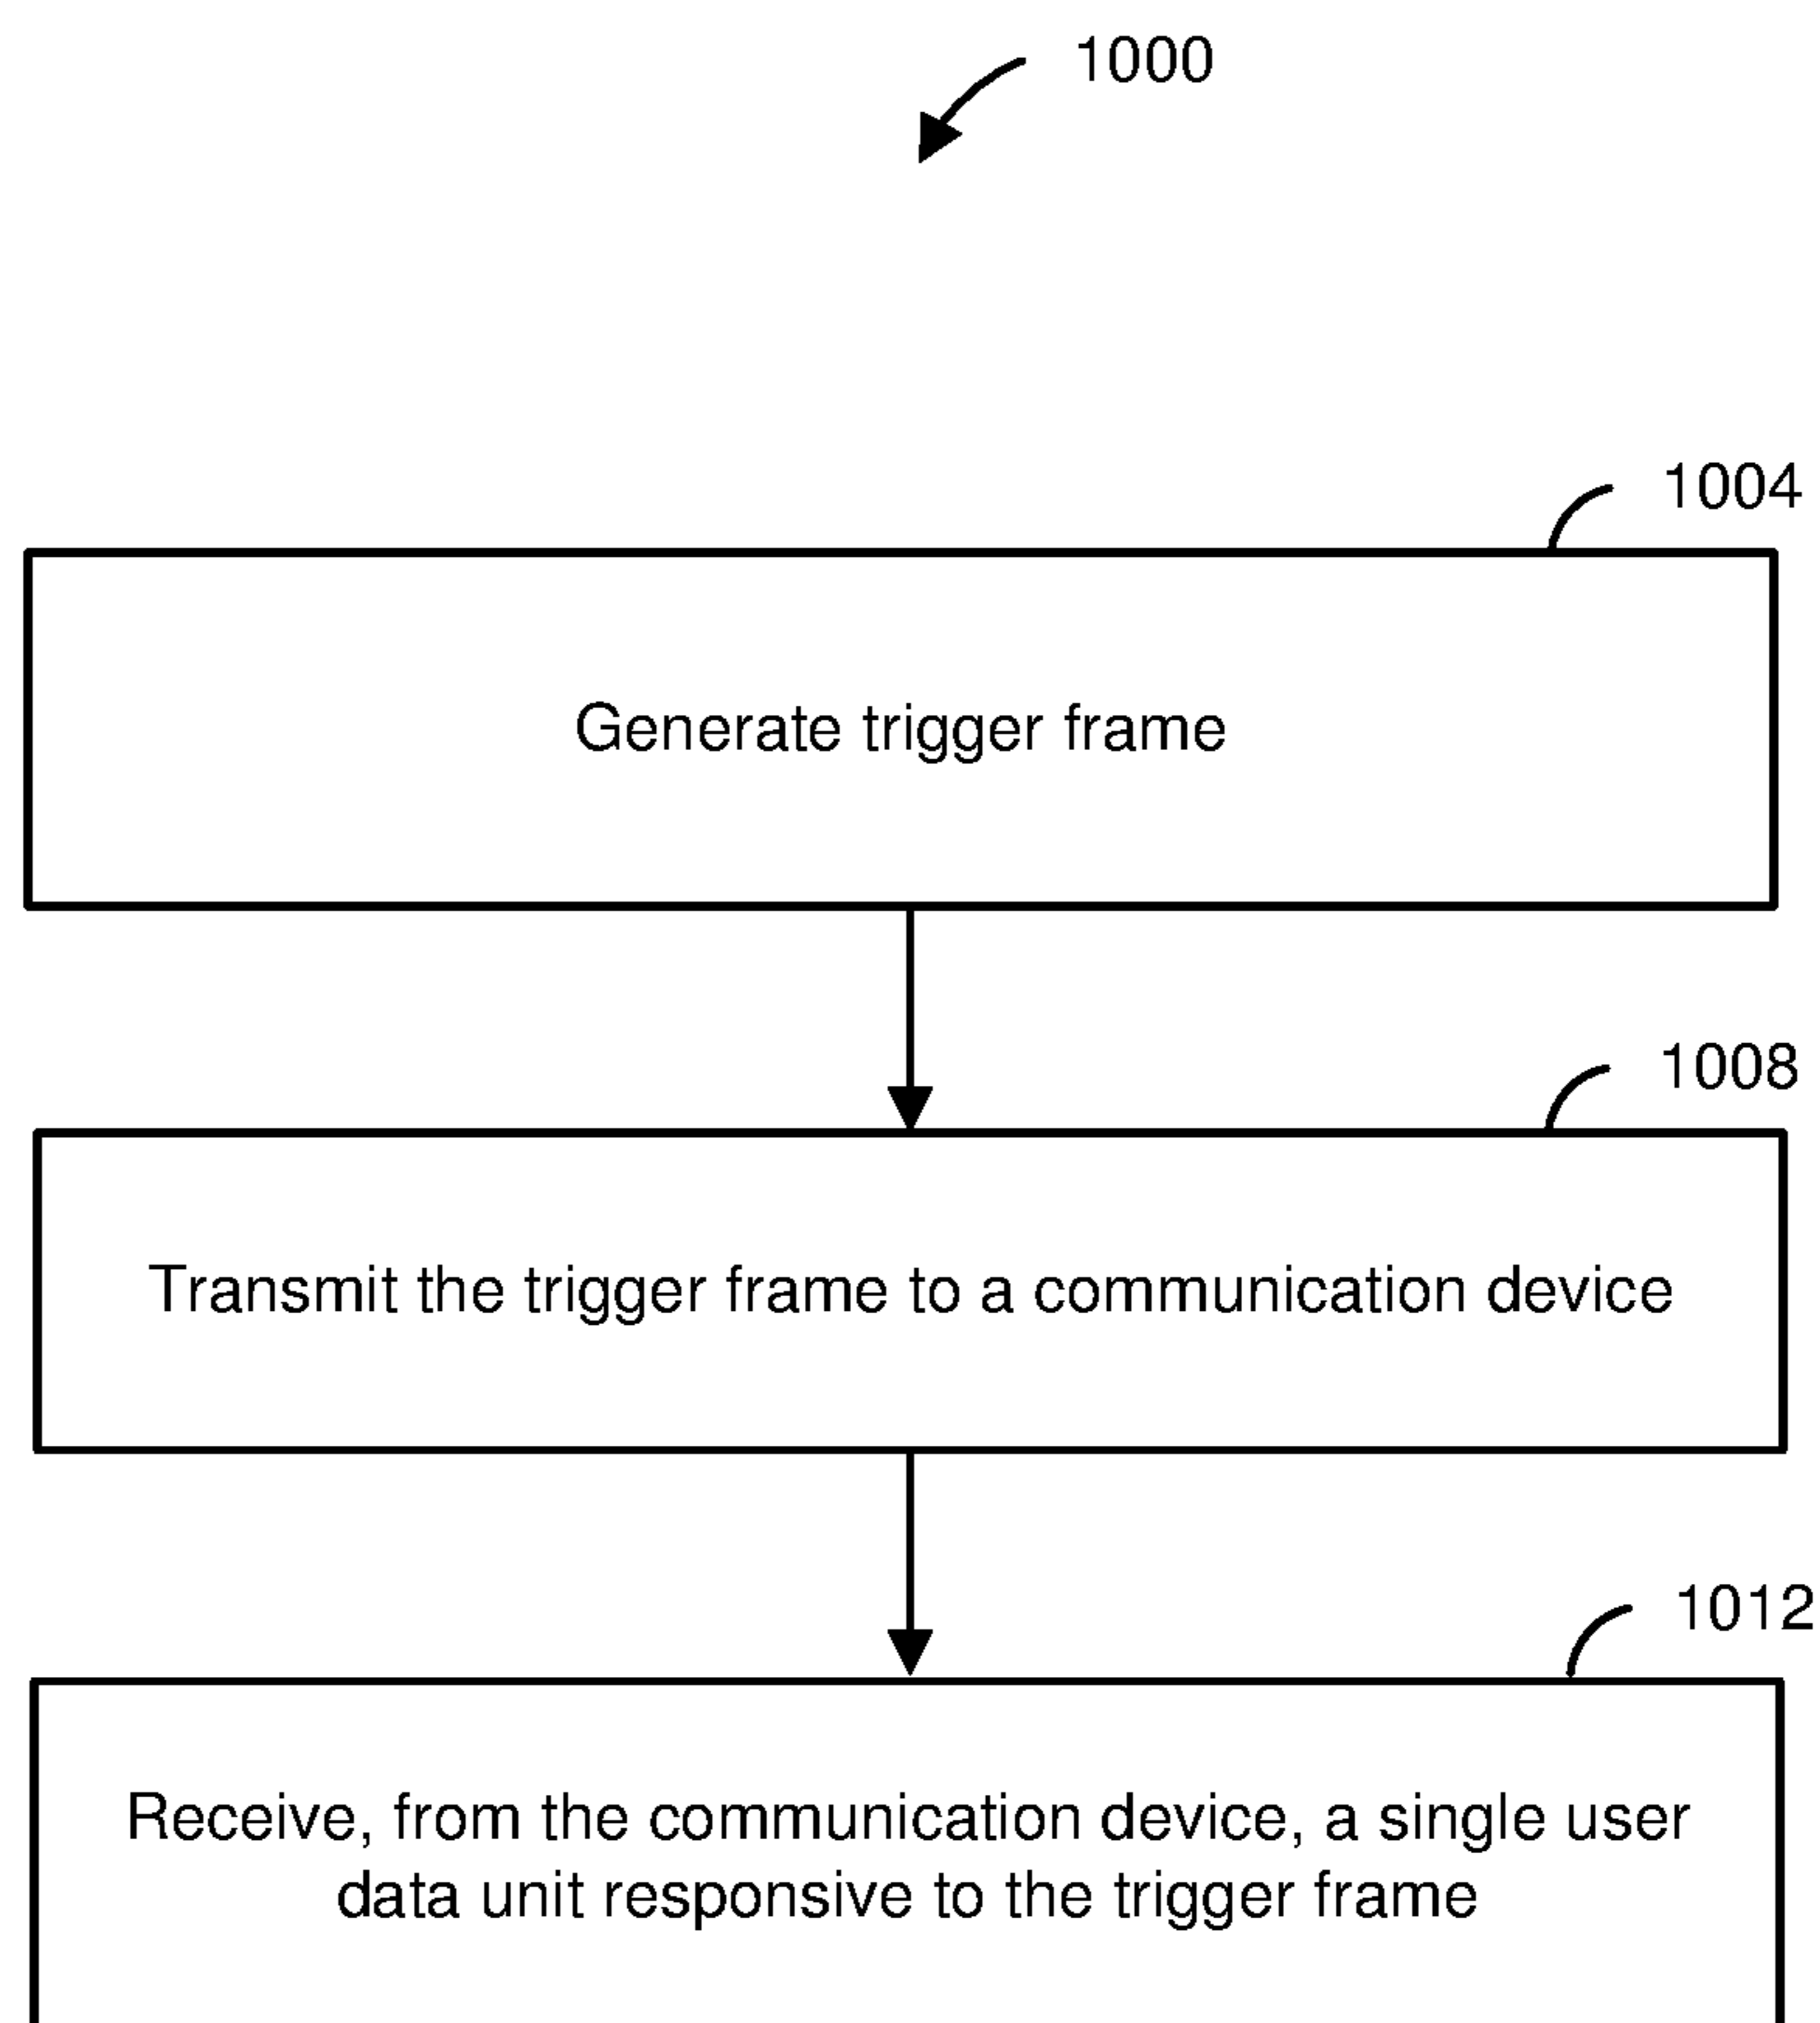 1000
1004
Generate trigger frame
1008
Transmit the trigger frame to a communication device
1012
Receive, from the communication device, a single user
data unit responsive to the trigger frame